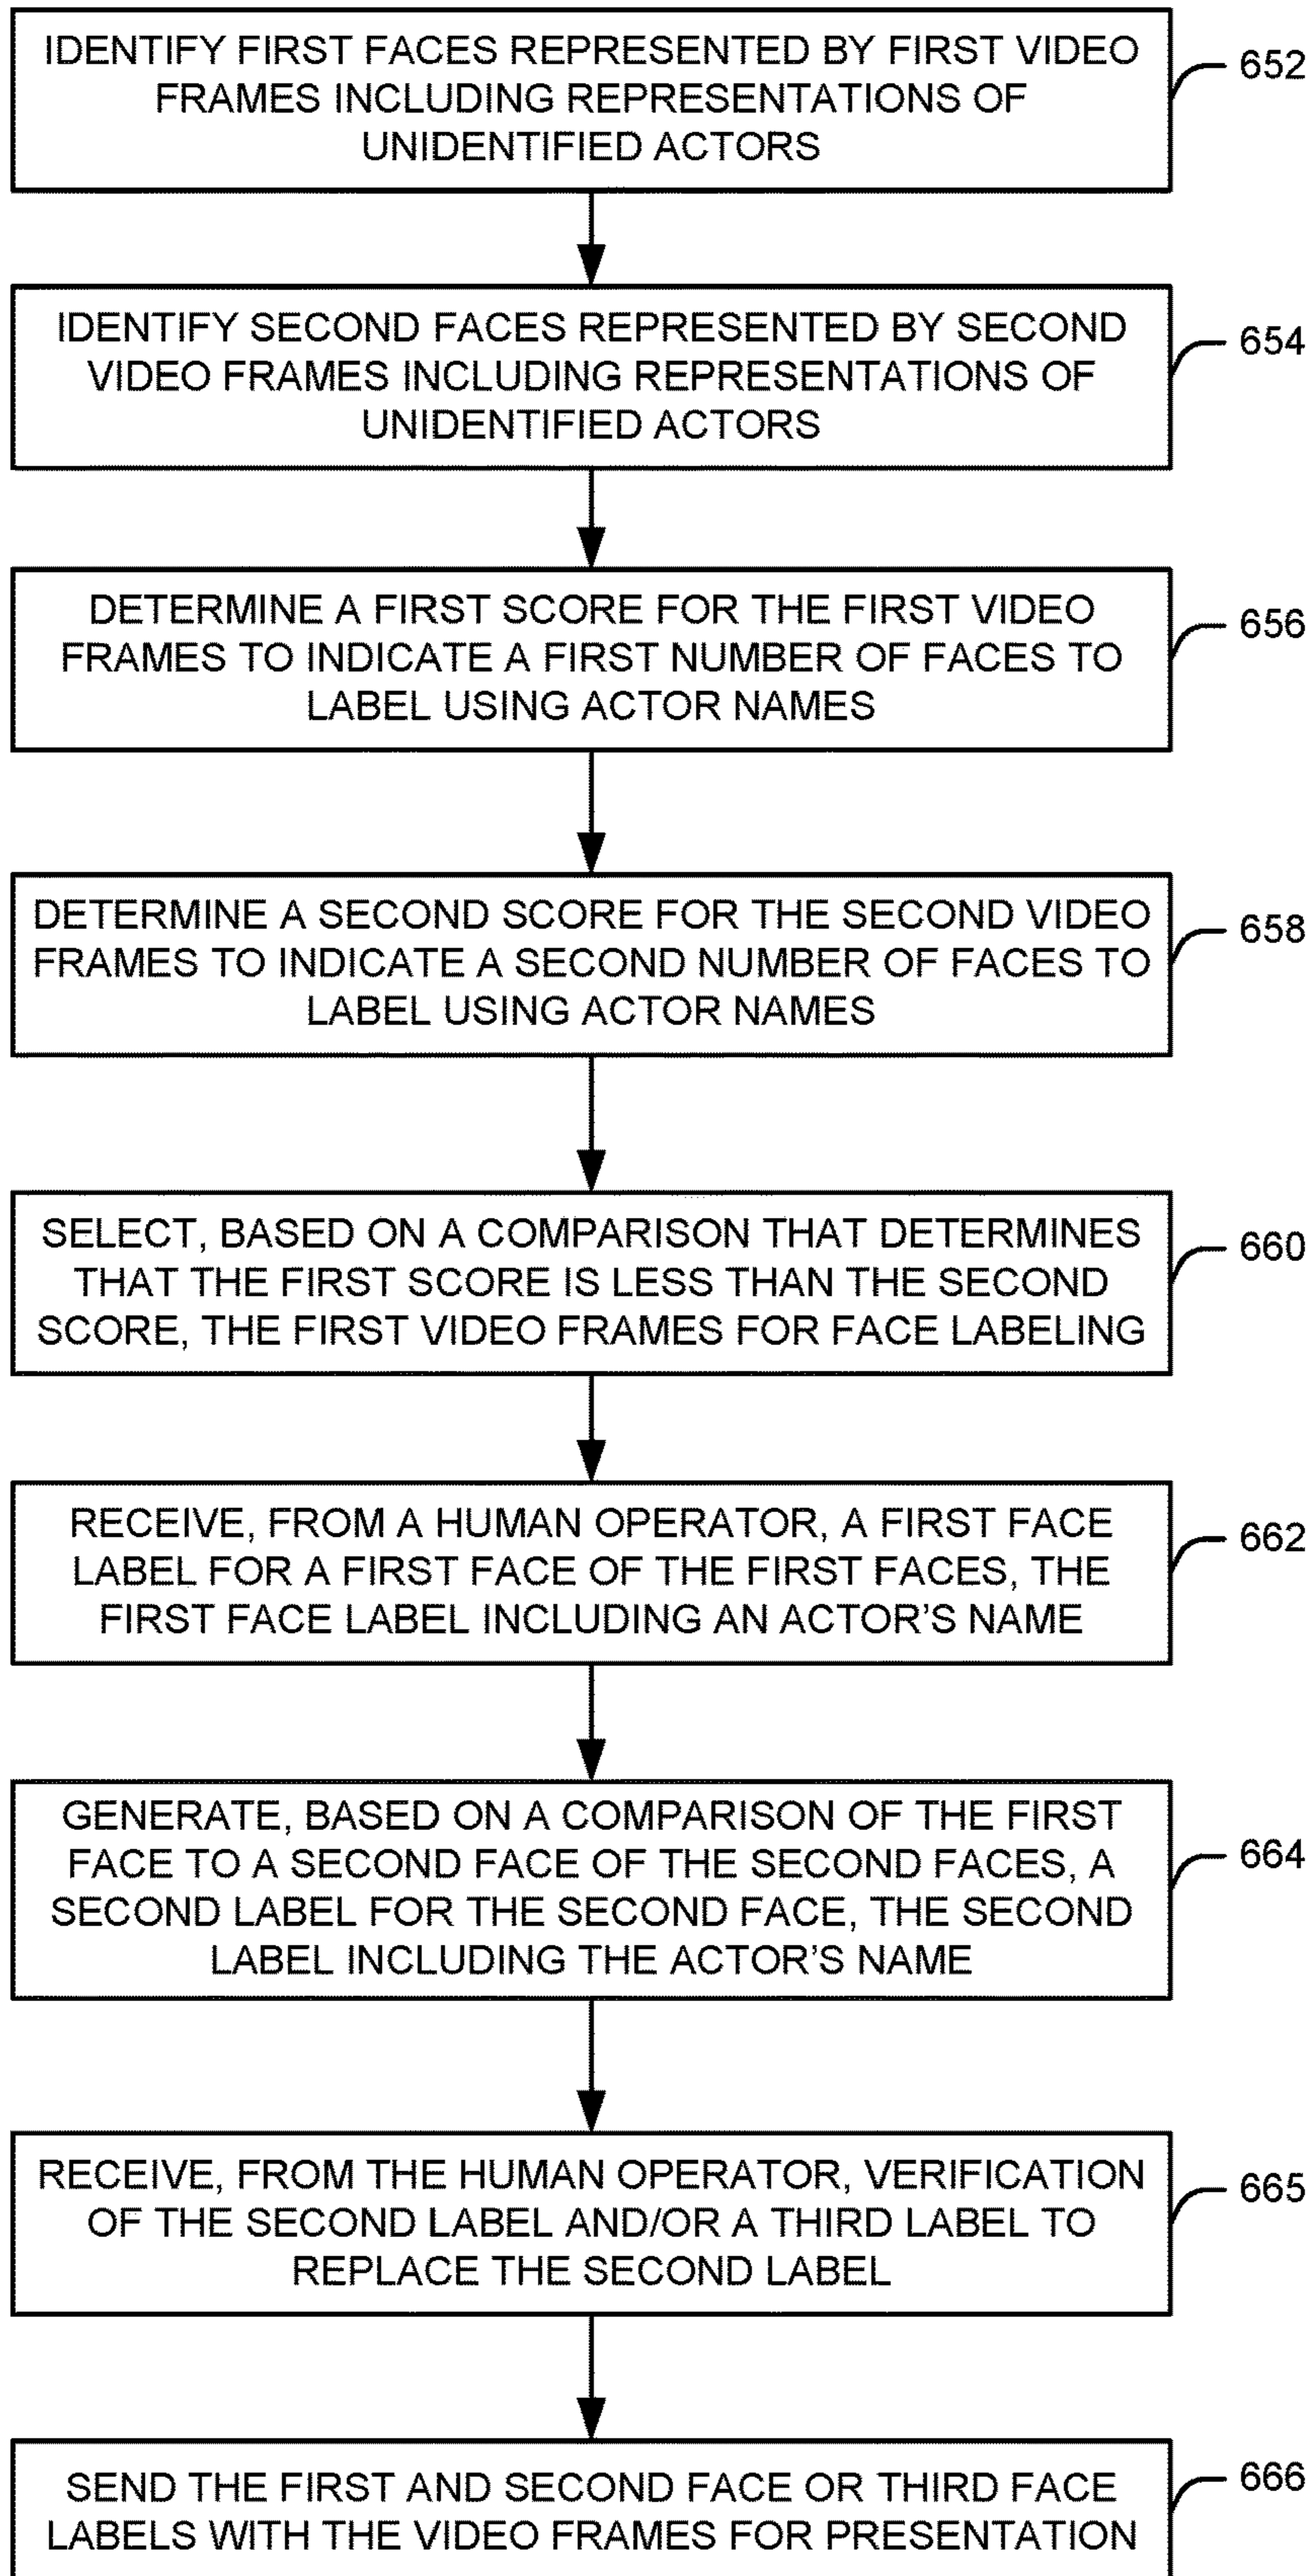 IDENTIFY FIRST FACES REPRESENTED BY FIRST VIDEO
FRAMES INCLUDING REPRESENTATIONS OF
UNIDENTIFIED ACTORS
652
IDENTIFY SECOND FACES REPRESENTED BY SECOND
VIDEO FRAMES INCLUDING REPRESENTATIONS OF
UNIDENTIFIED ACTORS
654
DETERMINE A FIRST SCORE FOR THE FIRST VIDEO
FRAMES TO INDICATE A FIRST NUMBER OF FACES TO
LABEL USING ACTOR NAMES
656
DETERMINE A SECOND SCORE FOR THE SECOND VIDEO
FRAMES TO INDICATE A SECOND NUMBER OF FACES TO
LABEL USING ACTOR NAMES
658
SELECT, BASED ON A COMPARISON THAT DETERMINES
THAT THE FIRST SCORE IS LESS THAN THE SECOND
SCORE, THE FIRST VIDEO FRAMES FOR FACE LABELING
660
RECEIVE, FROM A HUMAN OPERATOR, A FIRST FACE
LABEL FOR A FIRST FACE OF THE FIRST FACES, THE
FIRST FACE LABEL INCLUDING AN ACTOR'S NAME
662
GENERATE, BASED ON A COMPARISON OF THE FIRST
FACE TO A SECOND FACE OF THE SECOND FACES, A
SECOND LABEL FOR THE SECOND FACE, THE SECOND
LABEL INCLUDING THE ACTOR'S NAME
664
RECEIVE, FROM THE HUMAN OPERATOR, VERIFICATION
OF THE SECOND LABEL AND/OR A THIRD LABEL TO
REPLACE THE SECOND LABEL
665
SEND THE FIRST AND SECOND FACE OR THIRD FACE
LABELS WITH THE VIDEO FRAMES FOR PRESENTATION
666